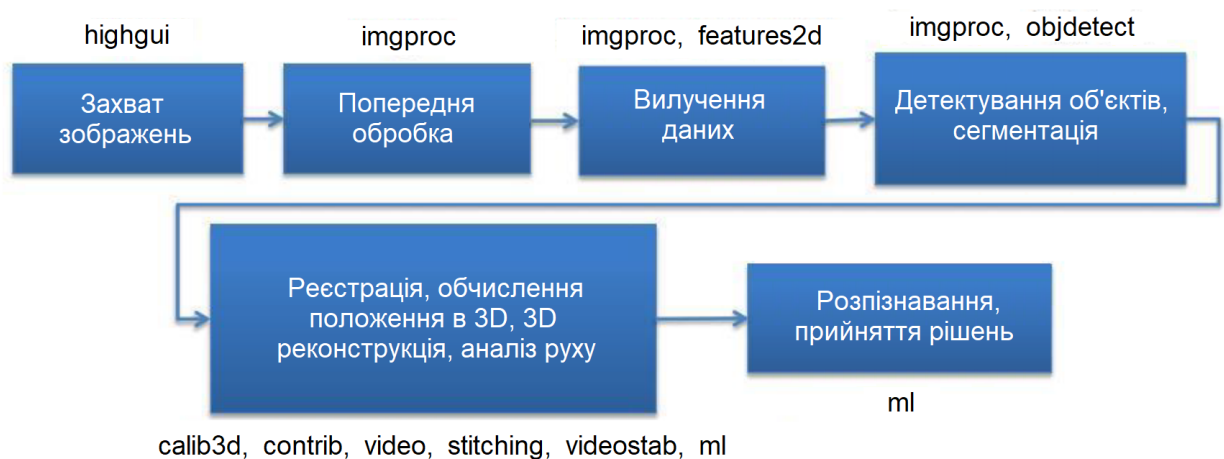 highgui
Захват
зображень
imgproc
Попередня
обробка
imgproc, features2d
Вилучення
даних
imgproc, objdetect
Детектування об'єктів,
сегментація
Реєстрація, обчислення
положення в 3D, 3D
реконструкція, аналіз руху
calib3d, contrib, video, stitching, videostab, ml
Розпізнавання,
прийняття рішень
ml